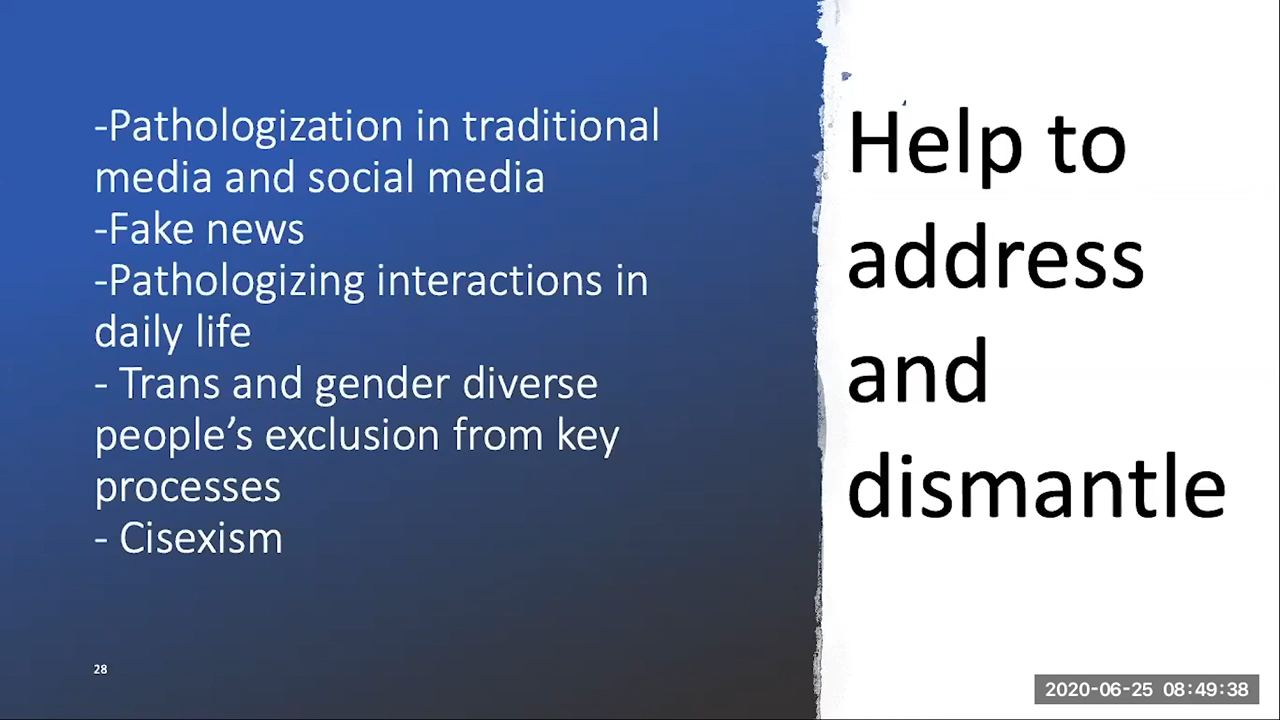 -Pathologization in traditional
media and social media
-Fake news
-Pathologizing interactions in
daily life
- Trans and gender diverse
people’s exclusion from key
processes
- Cisexism
Help to
address
and
dismantle
28
2020-06-25 08:49:38